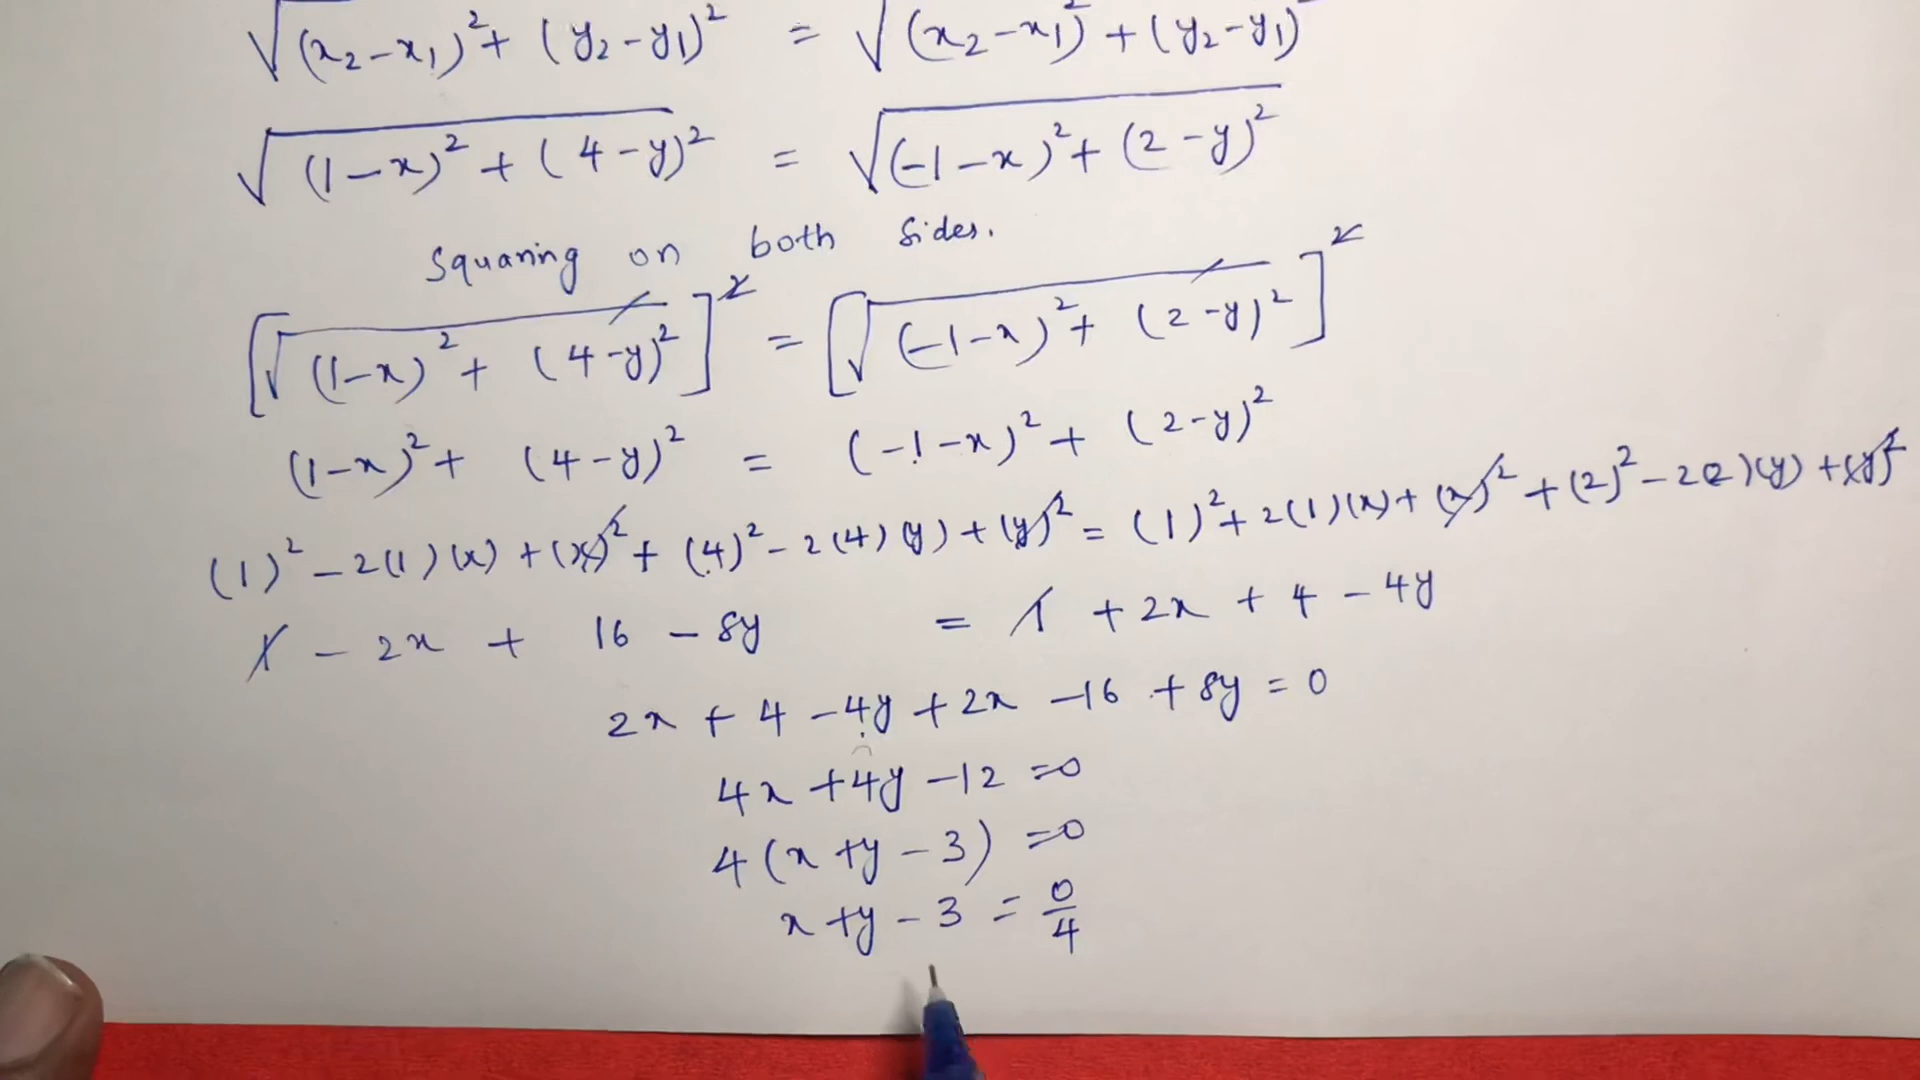 √(x₂-x₁)²+(y₂-y₁)² = √(x₂-x₁)²+(y₂-y₁)²
√(1-x)²+(4-y)² = √(-1-x)²+(2-y)²
Squaring on both sides.
[√(1-x)²+(4-y)²]² = [√(-1-x)²+(2-y)²]²
(1-x)²+(4-y)² = (-1-x)²+(2-y)²
(1)²-2(1)(x)+(x)²+(4)²-2(4)(y)+(y)² = (1)²+2(1)(x)+(x)²+(2)²-2(2)(y)+(y)²
1-2x+16-8y = 1+2x+4-4y
2x+4-4y+2x-16+8y=0
4x+4y-12=0
4(x+y-3)=0
x+y-3=0/4